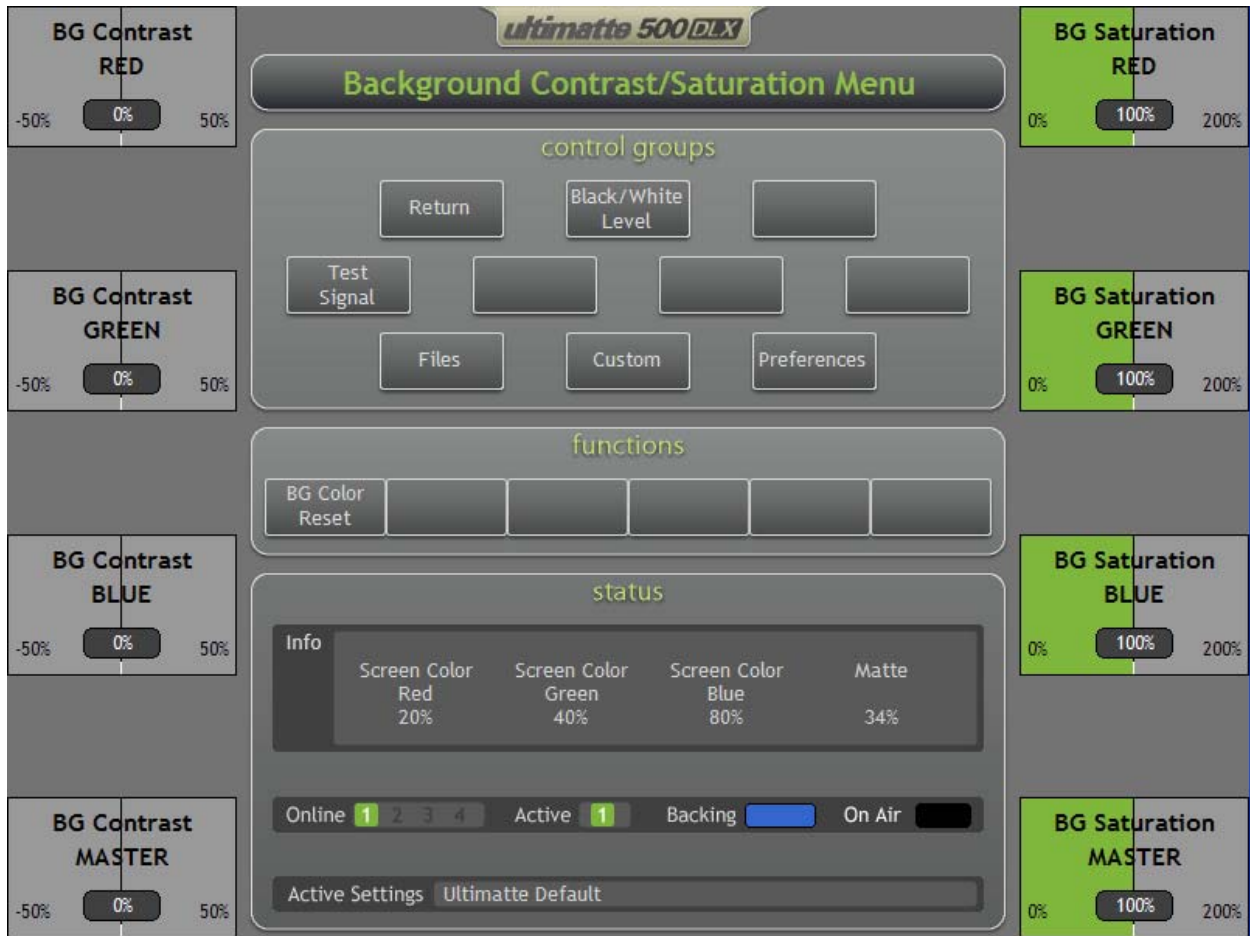 ultimatte 500 DLX
Background Contrast/Saturation Menu
BG Contrast
RED
-50% 0% 50%
BG Contrast
GREEN
-50% 0% 50%
BG Contrast
BLUE
-50% 0% 50%
BG Contrast
MASTER
-50% 0% 50%
control groups
Return
Black/White
Level
Test
Signal
Files
Custom
Preferences
functions
BG Color
Reset
status
Info
Screen Color
Red
20%
Screen Color
Green
40%
Screen Color
Blue
80%
Matte
34%
Online 1 2 3 4 Active 1 Backing On Air
Active Settings Ultimatte Default
BG Saturation
RED
0% 100% 200%
BG Saturation
GREEN
0% 100% 200%
BG Saturation
BLUE
0% 100% 200%
BG Saturation
MASTER
0% 100% 200%